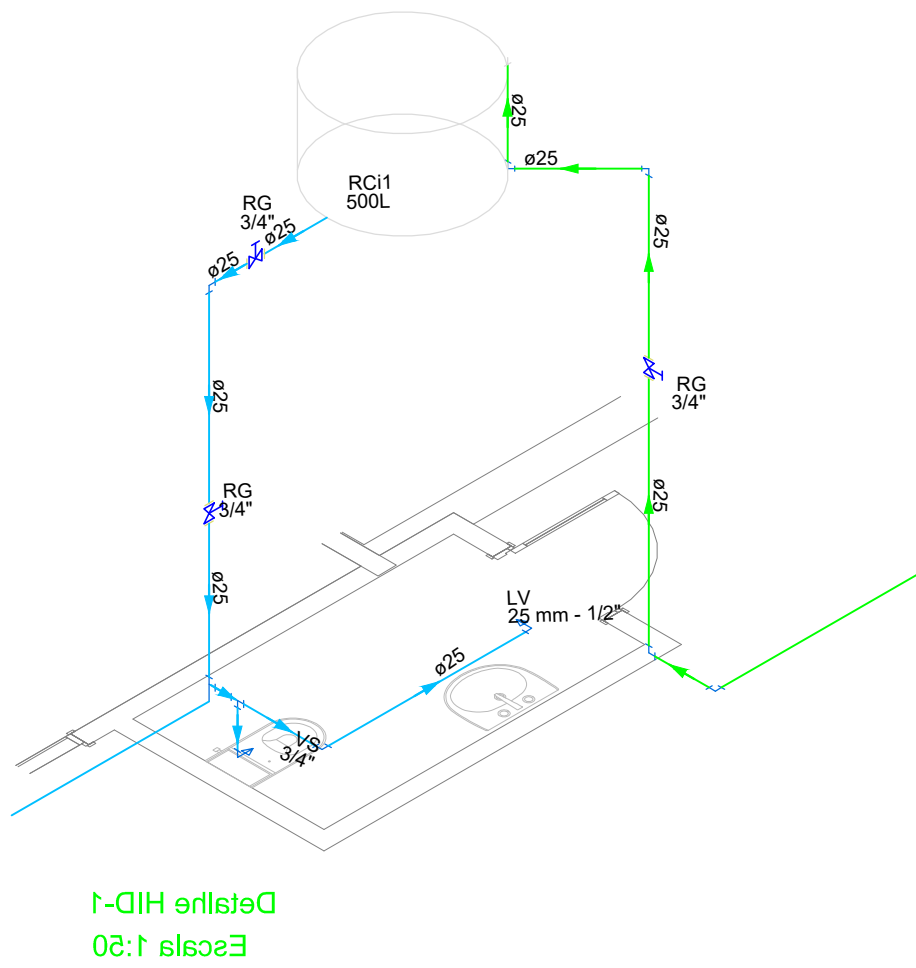 ø25
ø25
RCi1
500L
RG
3/4"
ø25
ø25
ø25
ø25
RG
3/4"
RG
3/4"
ø25
ø25
LV
25 mm - 1/2"
ø25
VS
3/4"
Detalhe HID-1
Escala 1:50